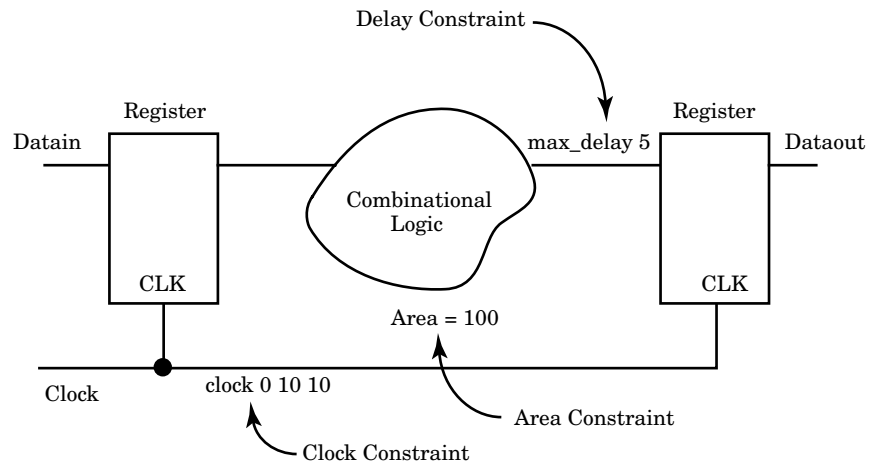 Delay Constraint
Register
Register
Datain
max_delay 5
Dataout
Combinational
Logic
CLK
CLK
Area = 100
Clock
clock 0 10 10
Area Constraint
Clock Constraint